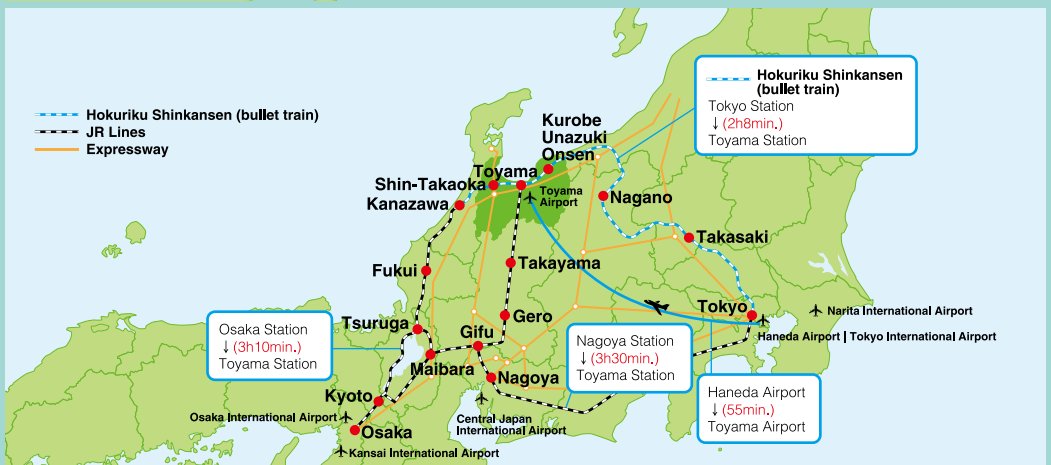 Hokuriku Shinkansen (bullet train)
JR Lines
Expressway
Hokuriku Shinkansen
(bullet train)
Tokyo Station
↓ (2h8min.)
Toyama Station
Kurobe
Unazuki
Onsen
Toyama
Shin-Takaoka
Kanazawa
Toyama
Airport
Nagano
Takasaki
Fukui
Takayama
Tokyo
Narita International Airport
Haneda Airport | Tokyo International Airport
Tsuruga
Gifu
Gero
Osaka Station
↓ (3h10min.)
Toyama Station
Nagoya Station
↓ (3h30min.)
Toyama Station
Maibara
Nagoya
Haneda Airport
↓ (55min.)
Toyama Airport
Kyoto
Osaka International Airport
Central Japan
International Airport
Osaka
Kansai International Airport